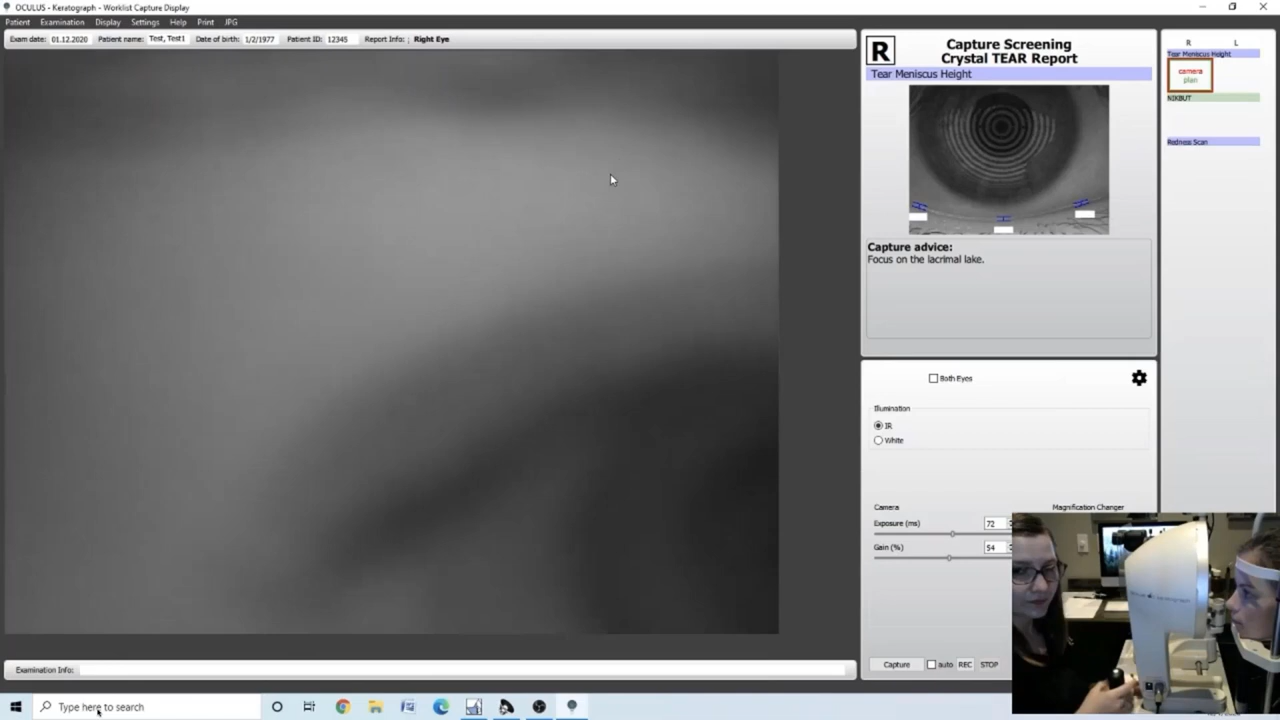 OCULUS - Keratograph - Worklist Capture Display
Patient Examination Display Settings Help Print JPG
Exam date: 01.12.2020 Patient name: Test, Test1 Date of birth: 1/2/1977 Patient ID: 12345 Report Info: ; Right Eye
R
Capture Screening
Crystal TEAR Report
Tear Meniscus Height
Capture advice:
Focus on the lacrimal lake.
R L
Tear Meniscus Height
camera
plan
NIKBUT
Redness Scan
Both Eyes
Illumination
IR
White
Camera Magnification Changer
Exposure (ms) 72
Gain (%) 54
Capture auto REC STOP
Examination Info:
Type here to search